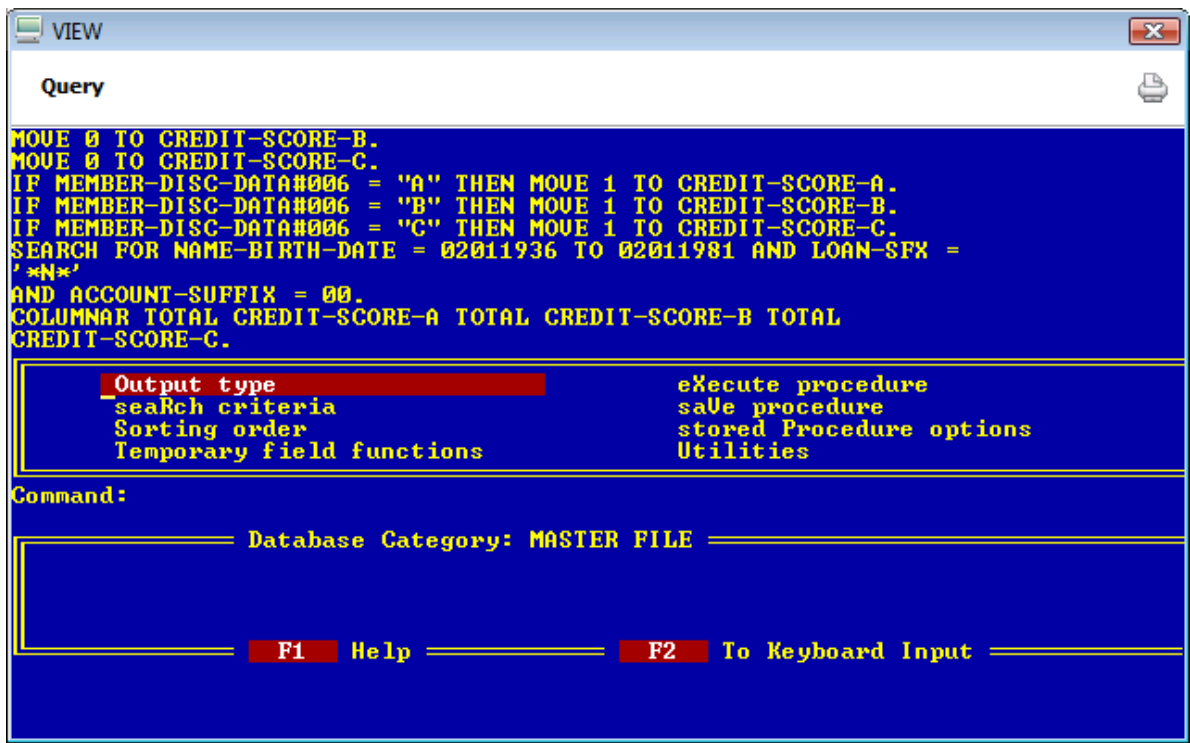 VIEW
Query
MOVE 0 TO CREDIT-SCORE-B.
MOVE 0 TO CREDIT-SCORE-C.
IF MEMBER-DISC-DATA#006 = "A" THEN MOVE 1 TO CREDIT-SCORE-A.
IF MEMBER-DISC-DATA#006 = "B" THEN MOVE 1 TO CREDIT-SCORE-B.
IF MEMBER-DISC-DATA#006 = "C" THEN MOVE 1 TO CREDIT-SCORE-C.
SEARCH FOR NAME-BIRTH-DATE = 02011936 TO 02011981 AND LOAN-SFX =
'*N*'
AND ACCOUNT-SUFFIX = 00.
COLUMNAR TOTAL CREDIT-SCORE-A TOTAL CREDIT-SCORE-B TOTAL
CREDIT-SCORE-C.
Output type eXecute procedure
seaRch criteria saVe procedure
Sorting order stored Procedure options
Temporary field functions Utilities
Command:
Database Category: MASTER FILE
F1 Help F2 To Keyboard Input